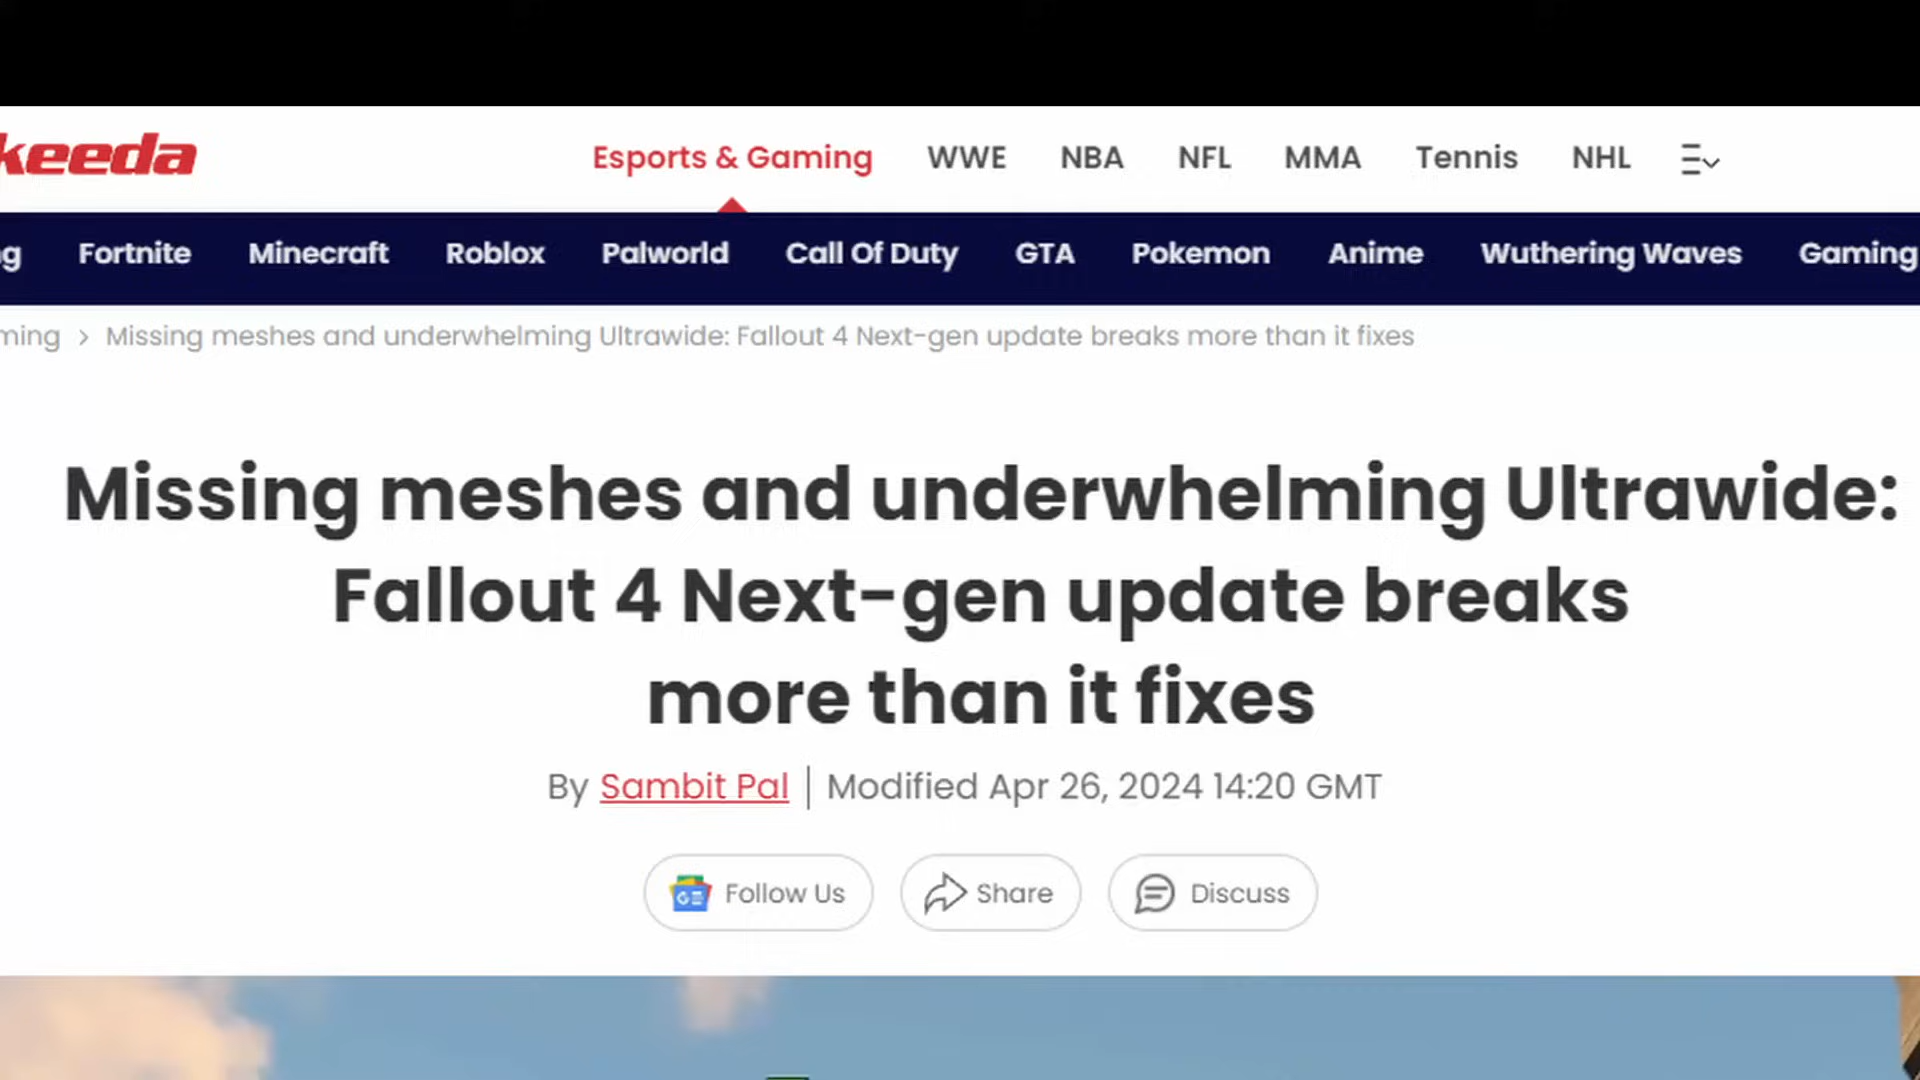 keeda
Esports & Gaming WWE NBA NFL MMA Tennis NHL
g Fortnite Minecraft Roblox Palworld Call Of Duty GTA Pokemon Anime Wuthering Waves Gaming
ming > Missing meshes and underwhelming Ultrawide: Fallout 4 Next-gen update breaks more than it fixes
Missing meshes and underwhelming Ultrawide:
Fallout 4 Next-gen update breaks
more than it fixes
By Sambit Pal | Modified Apr 26, 2024 14:20 GMT
Follow Us Share Discuss